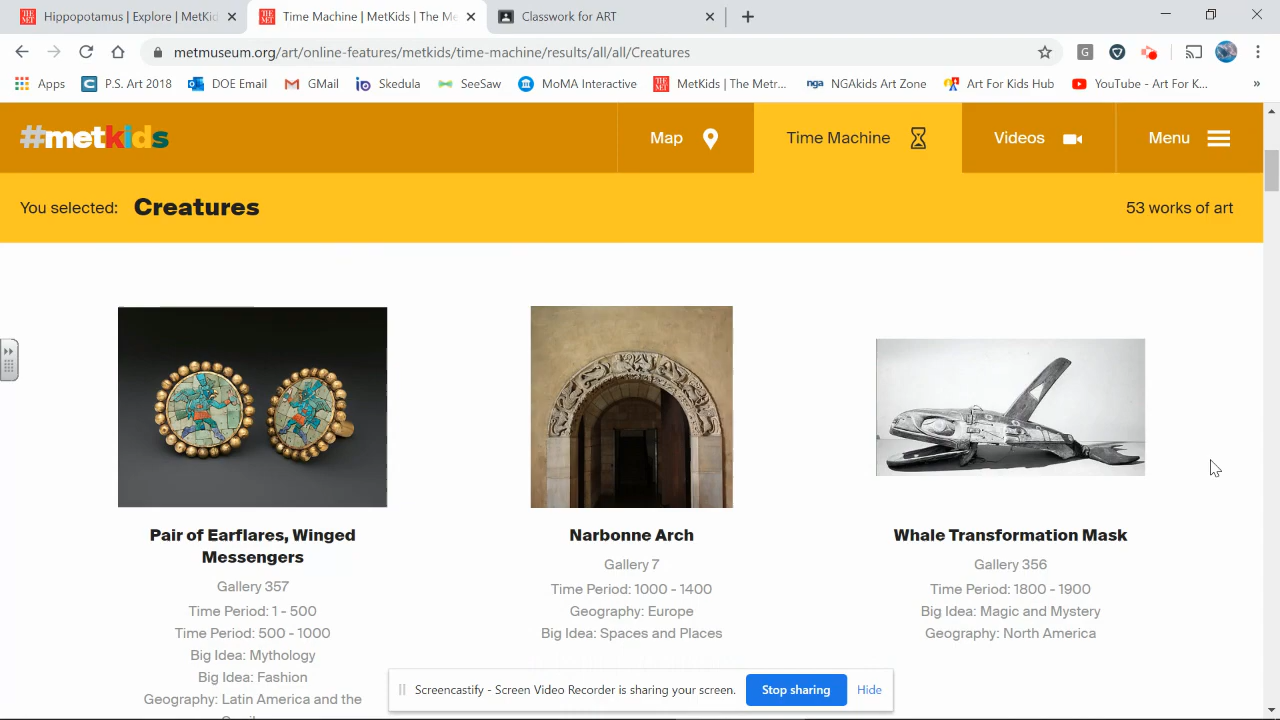 Hippopotamus | Explore | MetKid
Time Machine | MetKids | The Me
Classwork for ART
metmuseum.org/art/online-features/metkids/time-machine/results/all/all/Creatures
Apps
P.S. Art 2018
DOE Email
GMail
Skedula
SeeSaw
MoMA Interactive
MetKids | The Metr...
NGAkids Art Zone
Art For Kids Hub
YouTube - Art For K...
»
#metkids
Map
Time Machine
Videos
Menu
You selected: Creatures
53 works of art
Pair of Earflares, Winged
Messengers
Gallery 357
Time Period: 1 - 500
Time Period: 500 - 1000
Big Idea: Mythology
Big Idea: Fashion
Geography: Latin America and the
Narbonne Arch
Gallery 7
Time Period: 1000 - 1400
Geography: Europe
Big Idea: Spaces and Places
Whale Transformation Mask
Gallery 356
Time Period: 1800 - 1900
Big Idea: Magic and Mystery
Geography: North America
Screencastify - Screen Video Recorder is sharing your screen.
Stop sharing
Hide